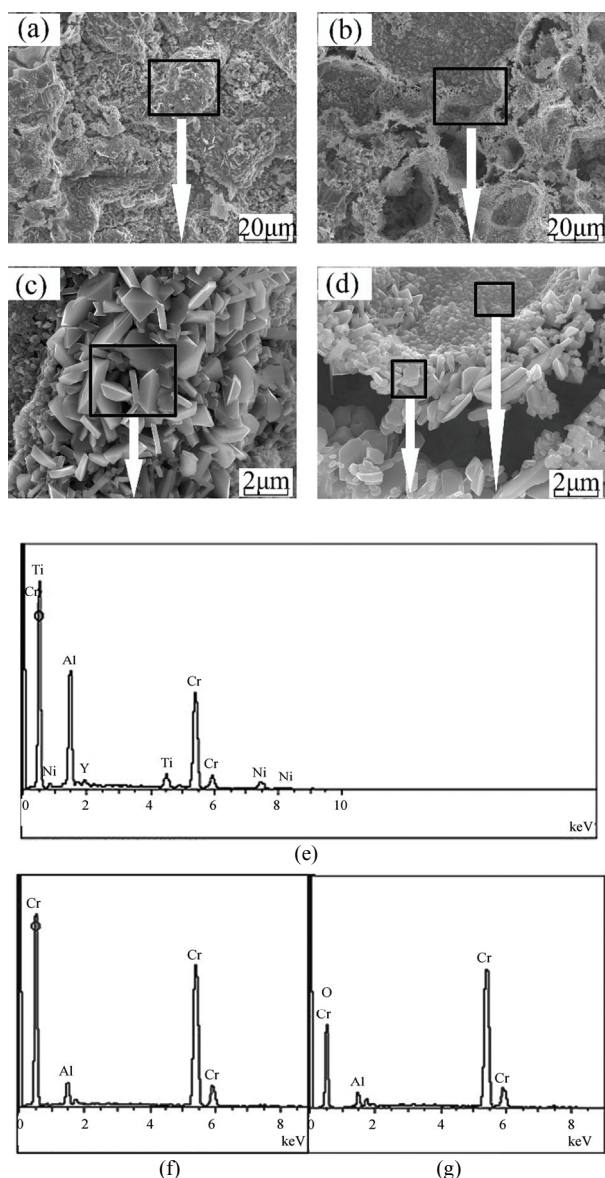 (a)
20μm
(b)
20μm
(c)
2μm
(d)
2μm
Ti
Cr
O
Al
Cr
Ni
Y
Ti
Cr
Ni
Ni
0 2 4 6 8 10
keV
(e)
Cr
O
Al
Cr
Cr
0 2 4 6 8
keV
(f)
O
Cr
Al
Cr
Cr
0 2 4 6 8
keV
(g)